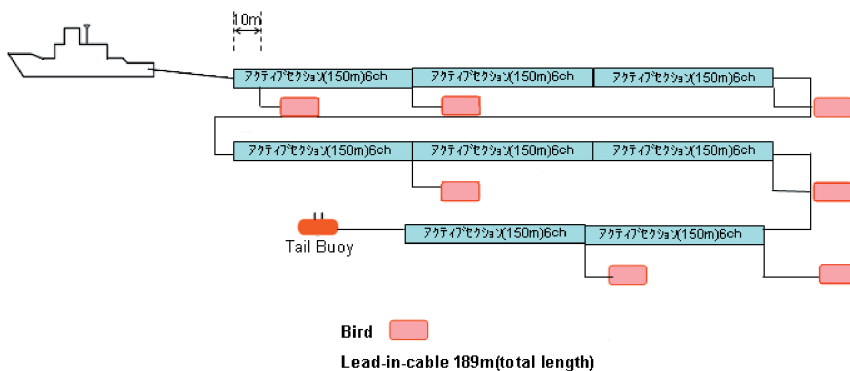 10m
アクティブセクション(150m)6ch アクティブセクション(150m)6ch アクティブセクション(150m)6ch
アクティブセクション(150m)6ch アクティブセクション(150m)6ch アクティブセクション(150m)6ch
アクティブセクション(150m)6ch アクティブセクション(150m)6ch
Tail Buoy
Bird
Lead-in-cable 189m(total length)